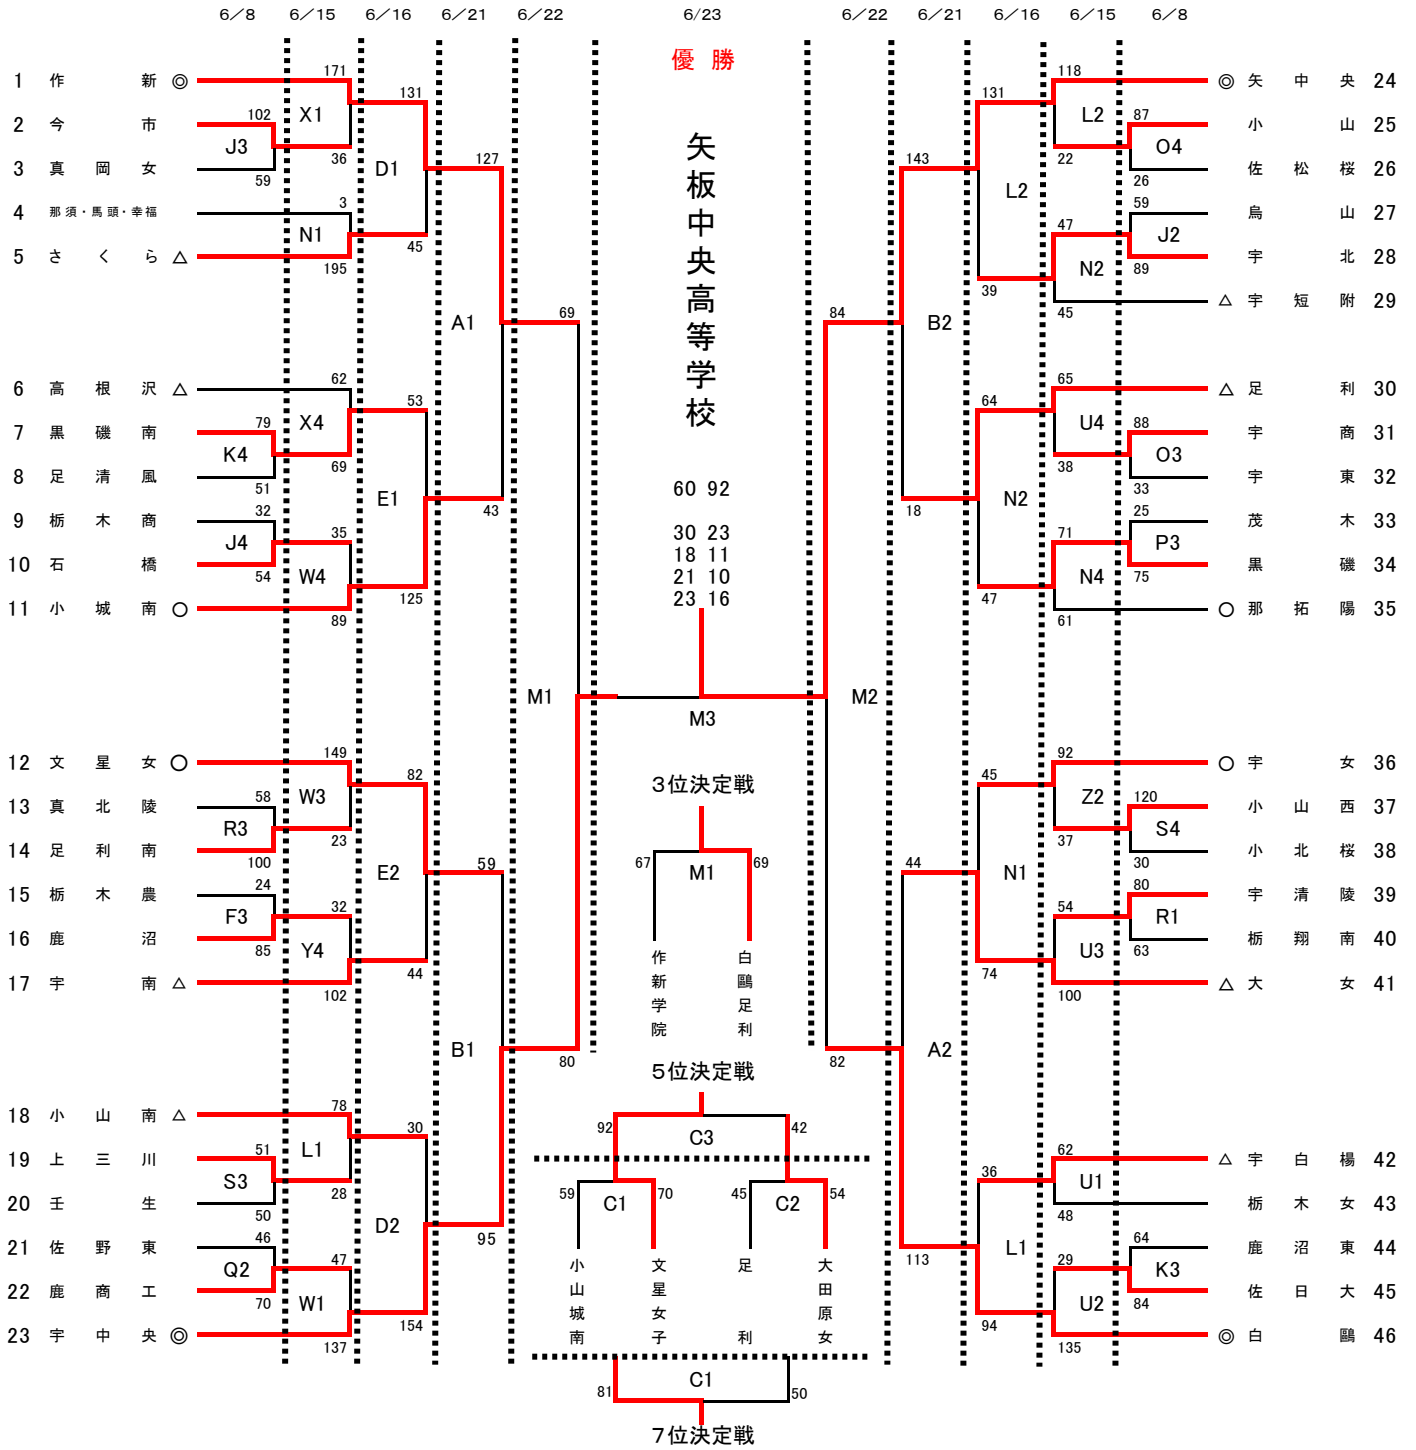 6／8 6／15 6／16 6／21 6／22 6/23 6／22 6／21 6／16 6／15 6／8
優 勝
矢板中央高等学校
60 92
30 23
18 11
21 10
23 16
M3
1 作新 ◎
2 今市
3 真岡女
4 那須・馬頭・幸福
5 さくら △
6 高根沢 △
7 黒磯南
8 足清風
9 栃木商
10 石橋
11 小城南 ○
12 文星女 ○
13 真北陵
14 足利南
15 栃木農
16 鹿沼
17 宇南 △
18 小山南 △
19 上三川
20 壬生
21 佐野東
22 鹿商工
23 宇中央 ◎
102 J3 59
79 K4 51
32 J4 54
58 R3 100
24 F3 85
51 S3 50
46 Q2 70
171 X1 36
3 N1 195
62 X4 69
35 W4 89
149 W3 23
32 Y4 102
78 L1 28
47 W1 137
131 D1 45
53 E1 125
82 E2 44
30 D2 154
127 A1 43
59 B1 95
69 M1 80
84 M2 82
143 B2 18
44 A2 113
131 L2 39
64 N2 47
45 N1 74
36 L1 94
118 L2 22
47 N2 45
65 U4 38
71 N4 61
92 Z2 37
54 U3 100
62 U1 48
29 U2 135
87 O4 26
59 J2 89
88 O3 33
25 P3 75
120 S4 30
80 R1 63
64 K3 84
◎ 矢中央 24
小山 25
佐松桜 26
烏山 27
宇北 28
△ 宇短附 29
△ 足利 30
宇商 31
宇東 32
茂木 33
黒磯 34
○ 那拓陽 35
○ 宇女 36
小山西 37
小北桜 38
宇清陵 39
栃翔南 40
△ 大女 41
△ 宇白楊 42
栃木女 43
鹿沼東 44
佐日大 45
◎ 白鷗 46
３位決定戦
67 M1 69
作新学院
白鷗足利
５位決定戦
92 C3 42
59 C1 70
45 C2 54
小山城南
文星女子
足利
大田原女
81 C1 50
７位決定戦